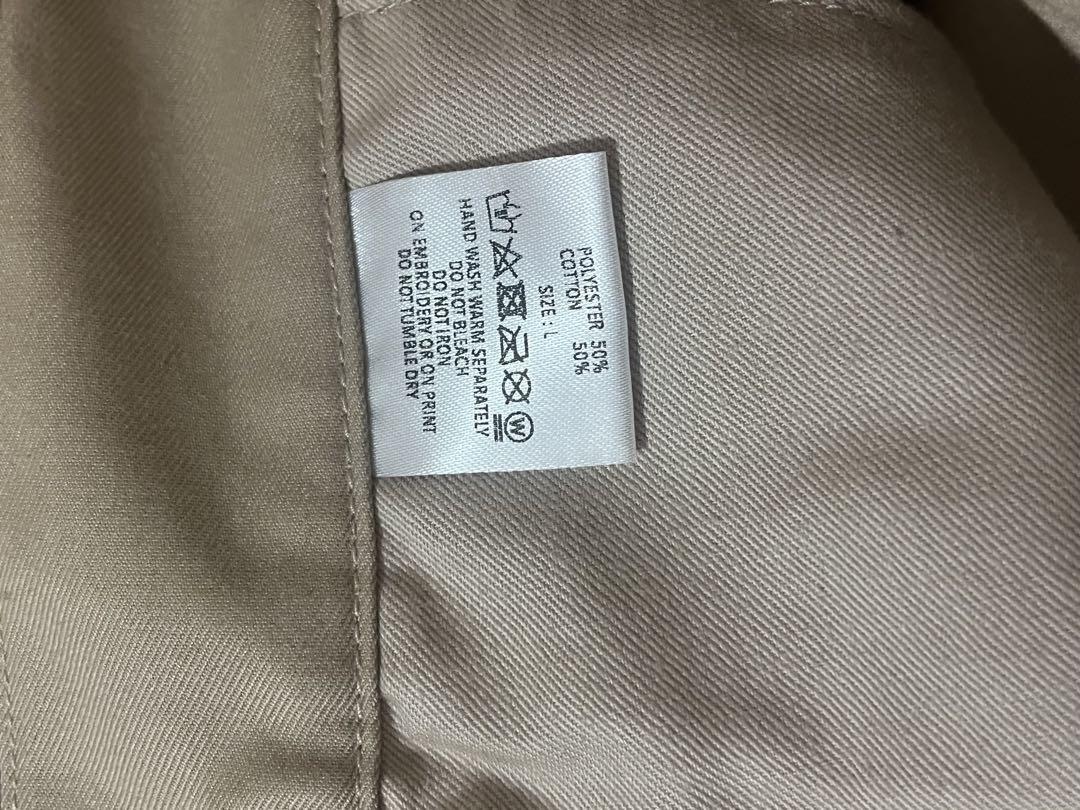 POLYESTER 50%
COTTON 50%
SIZE : L
W
HAND WASH WARM SEPARATELY
DO NOT BLEACH
DO NOT IRON
ON EMBROIDERY OR ON PRINT
DO NOT TUMBLE DRY